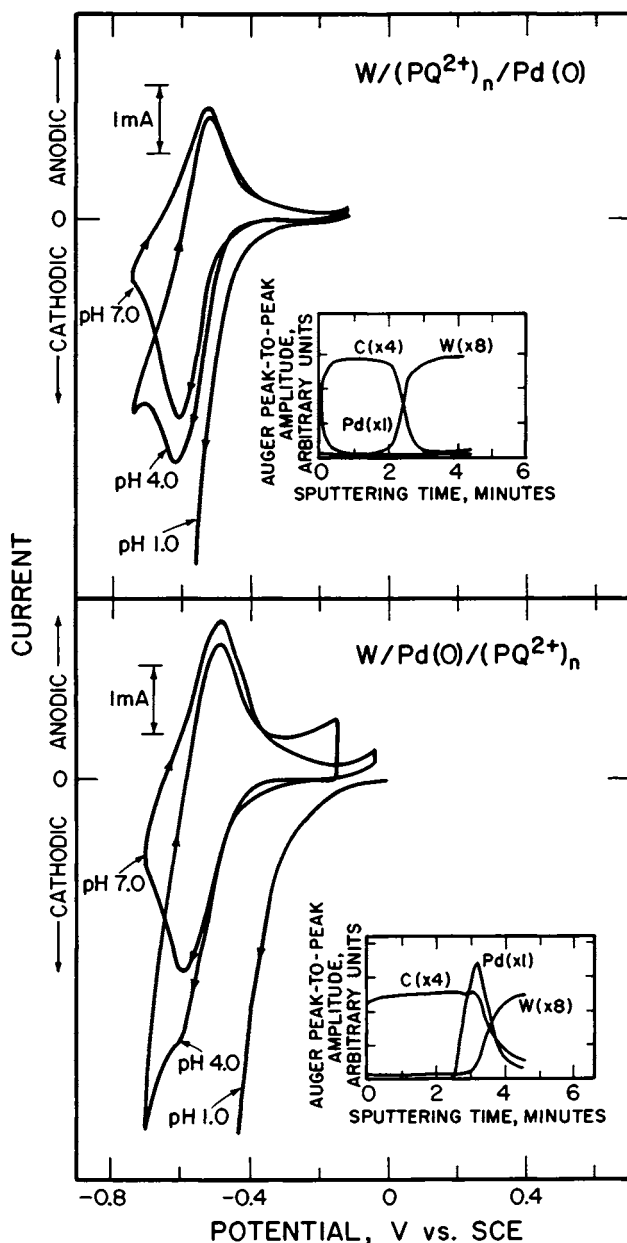 W/(PQ²⁺)ₙ/Pd(0)
1mA
ANODIC
0
CATHODIC
pH 7.0
pH 4.0
pH 1.0
AUGER PEAK-TO-PEAK
AMPLITUDE,
ARBITRARY UNITS
C(x4)
W(x8)
Pd(x1)
0 2 4 6
SPUTTERING TIME, MINUTES
CURRENT
W/Pd(0)/(PQ²⁺)ₙ
1mA
ANODIC
0
CATHODIC
pH 7.0
pH 4.0
pH 1.0
AUGER PEAK-TO-PEAK
AMPLITUDE,
ARBITRARY UNITS
Pd(x1)
C(x4)
W(x8)
0 2 4 6
SPUTTERING TIME, MINUTES
-0.8 -0.4 0 0.4
POTENTIAL, V vs. SCE